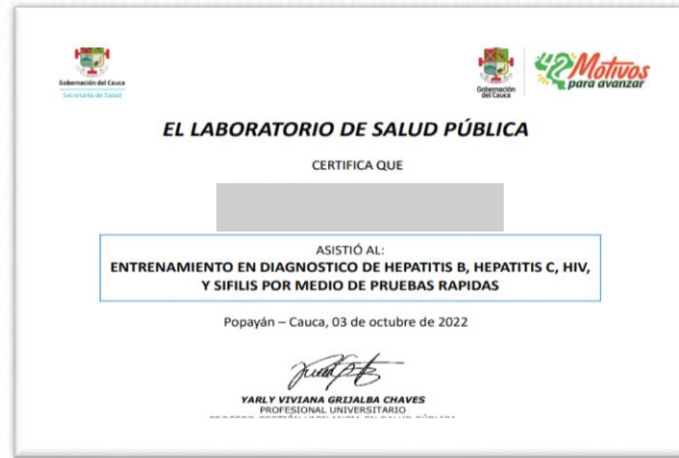 Gobernación del Cauca
Secretaría de Salud
Gobernación
del Cauca
42 Motivos
para avanzar
EL LABORATORIO DE SALUD PÚBLICA
CERTIFICA QUE
ASISTIÓ AL:
ENTRENAMIENTO EN DIAGNOSTICO DE HEPATITIS B, HEPATITIS C, HIV,
Y SIFILIS POR MEDIO DE PRUEBAS RAPIDAS
Popayán – Cauca, 03 de octubre de 2022
YARLY VIVIANA GRIJALBA CHAVES
PROFESIONAL UNIVERSITARIO